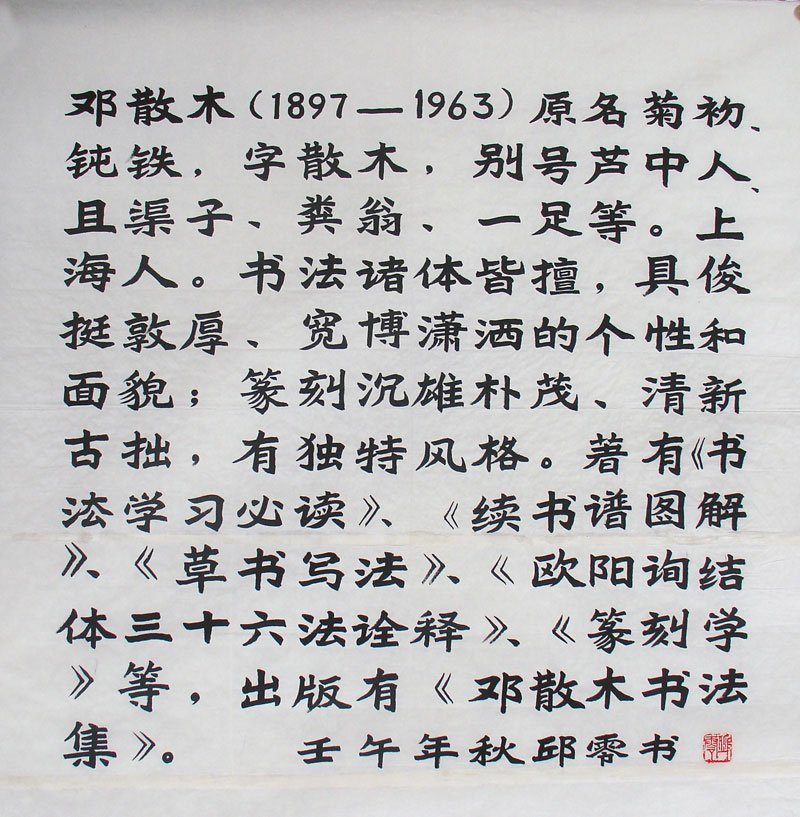 邓散木(1897—1963)原名菊初、
钝铁，字散木，别号芦中人、
且渠子、粪翁、一足等。上
海人。书法诸体皆擅，具俊
挺敦厚、宽博潇洒的个性和
面貌；篆刻沉雄朴茂、清新
古拙，有独特风格。著有《书
法学习必读》、《续书谱图解
》、《草书写法》、《欧阳询结
体三十六法诠释》、《篆刻学
》等，出版有《邓散木书法
集》。 壬午年秋邱零书